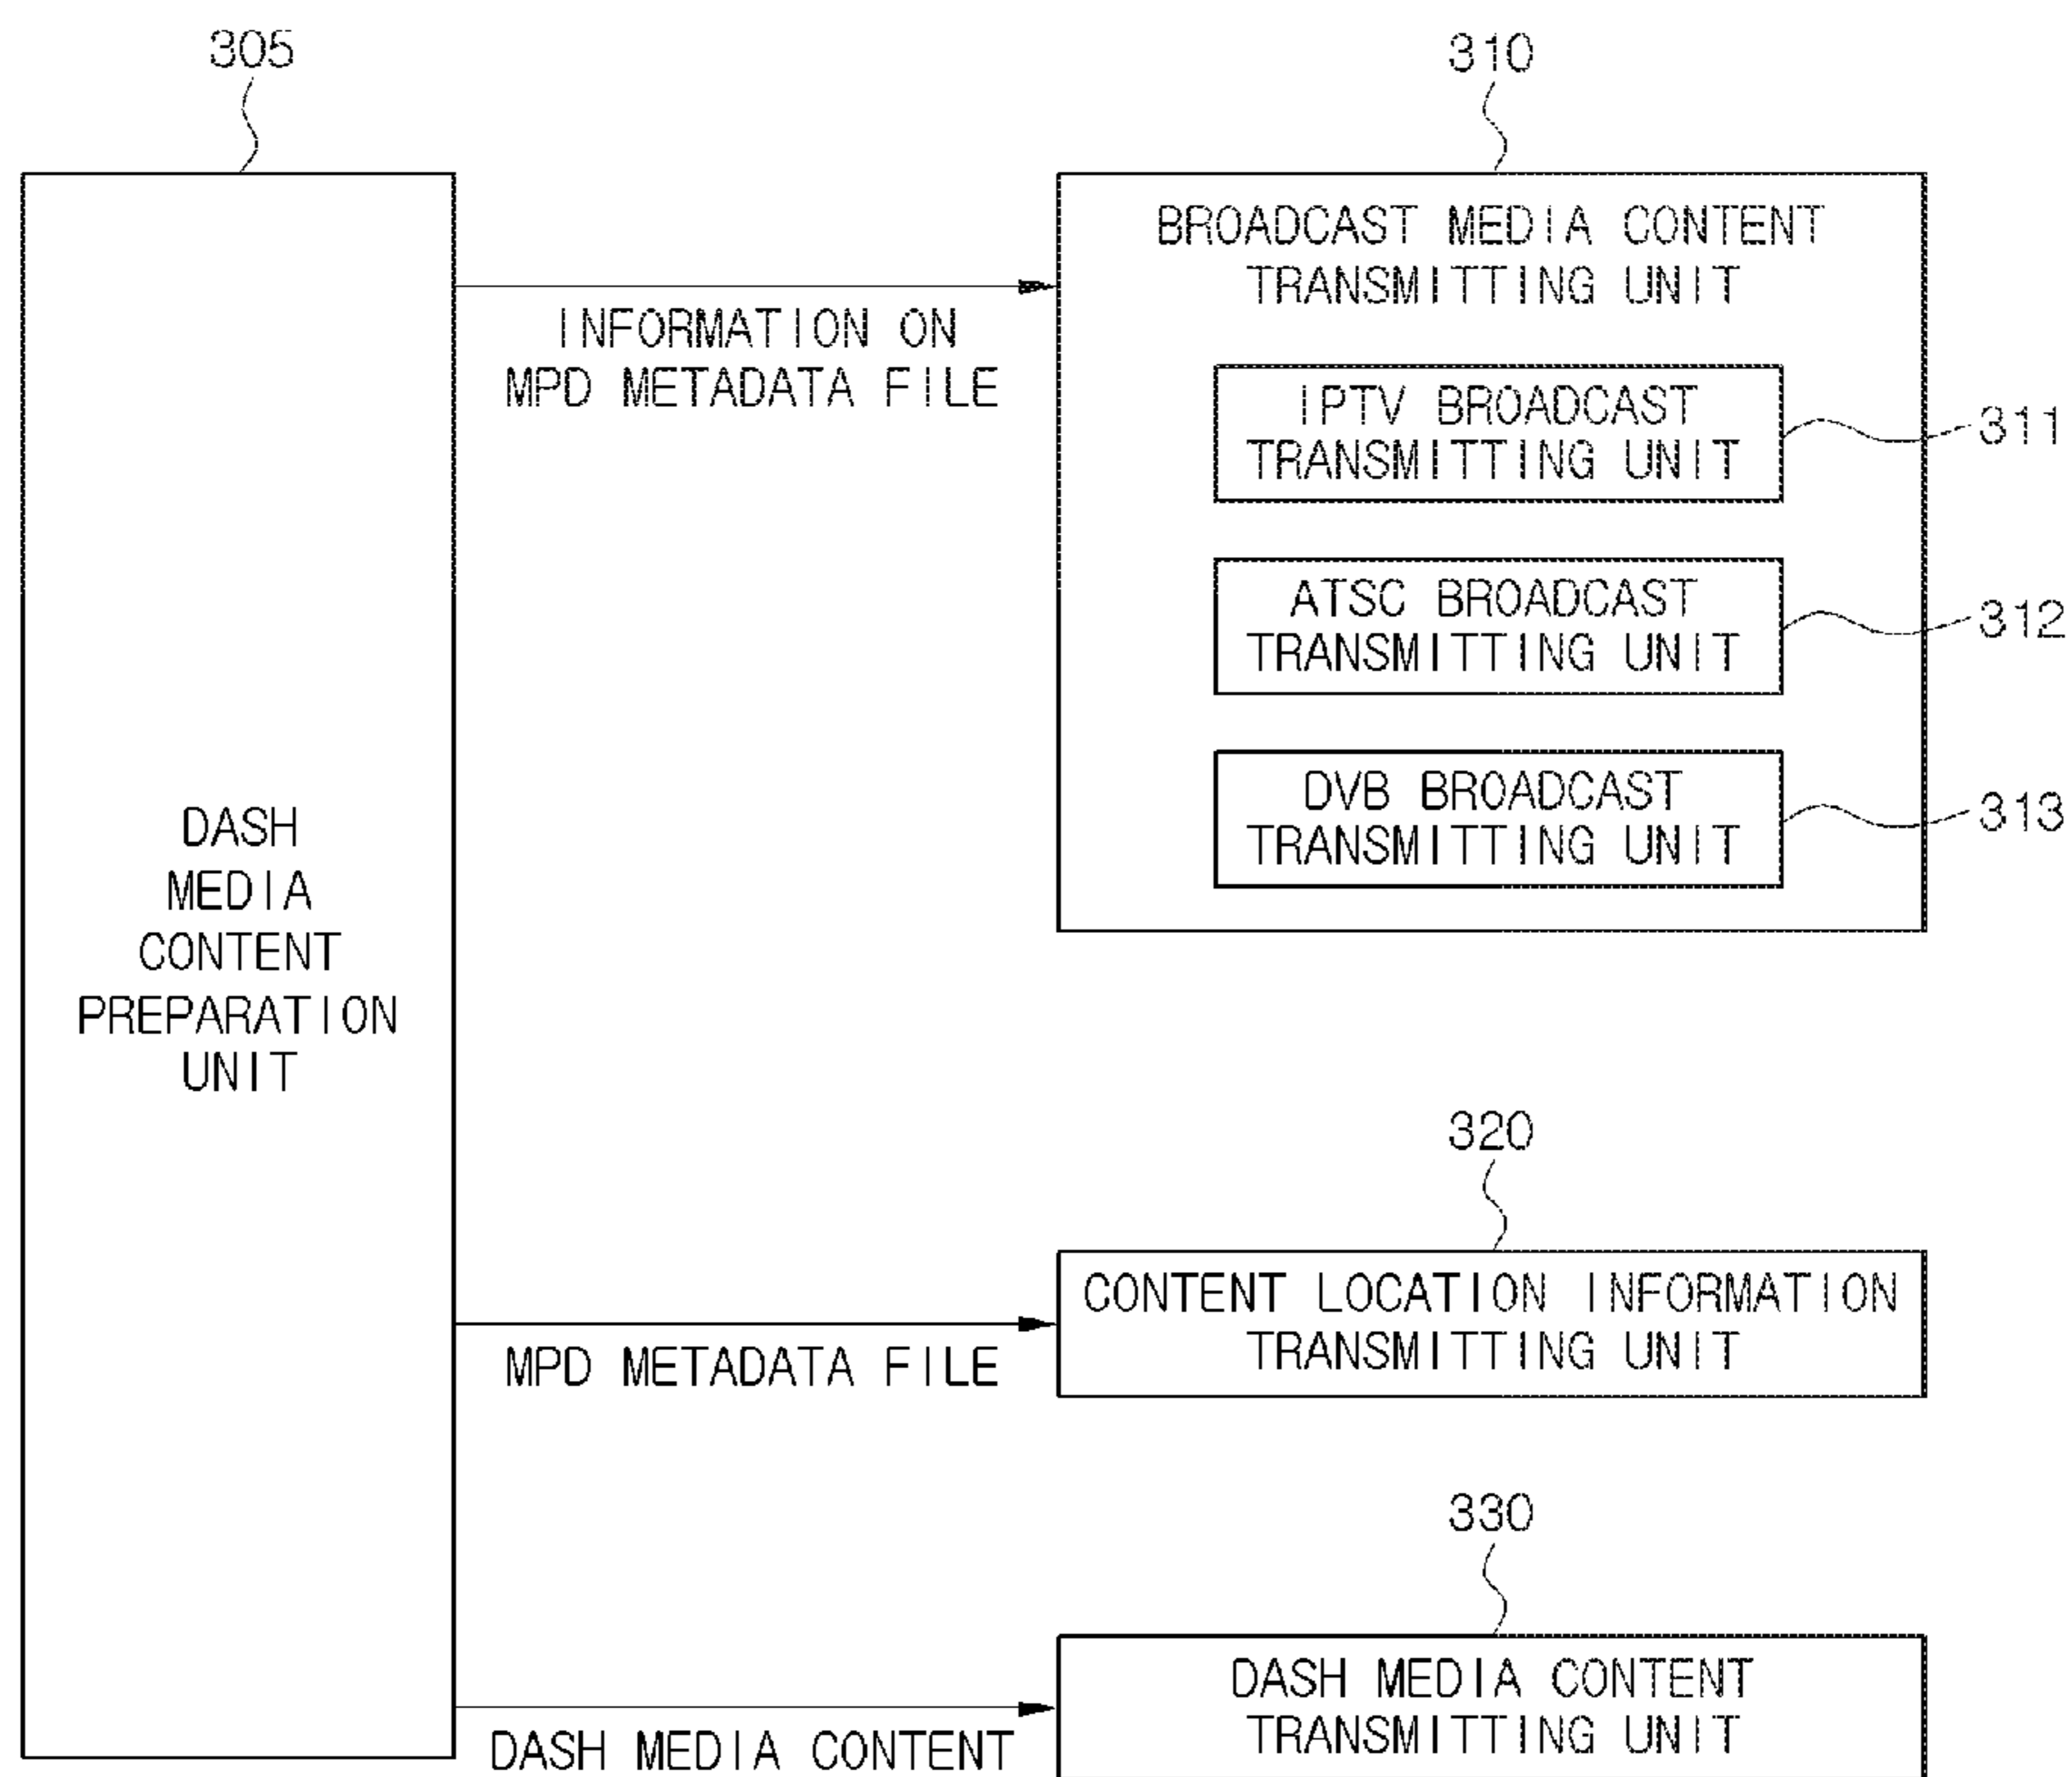 305
310
BROADCAST MEDIA CONTENT
TRANSMITTING UNIT
INFORMATION ON
MPD METADATA FILE
IPTV BROADCAST
TRANSMITTING UNIT
311
ATSC BROADCAST
TRANSMITTING UNIT
312
DVB BROADCAST
TRANSMITTING UNIT
313
DASH
MEDIA
CONTENT
PREPARATION
UNIT
320
CONTENT LOCATION INFORMATION
TRANSMITTING UNIT
MPD METADATA FILE
330
DASH MEDIA CONTENT
TRANSMITTING UNIT
DASH MEDIA CONTENT